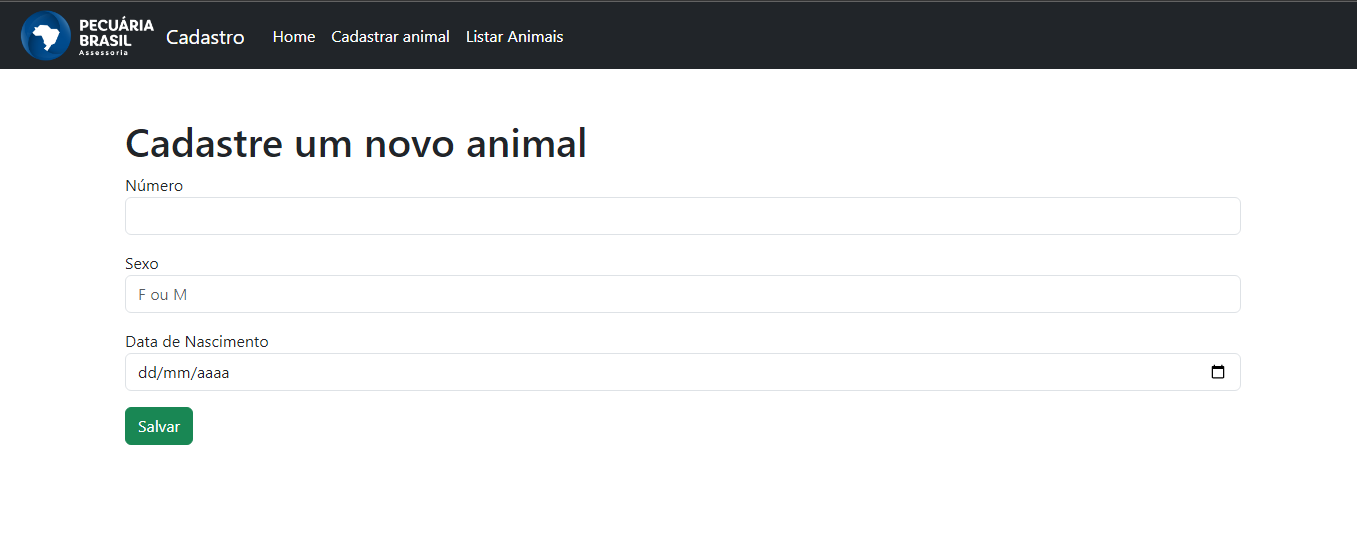 PECUÁRIA
BRASIL
Assessoria
Cadastro Home Cadastrar animal Listar Animais
Cadastre um novo animal
Número
Sexo
F ou M
Data de Nascimento
dd/mm/aaaa
Salvar